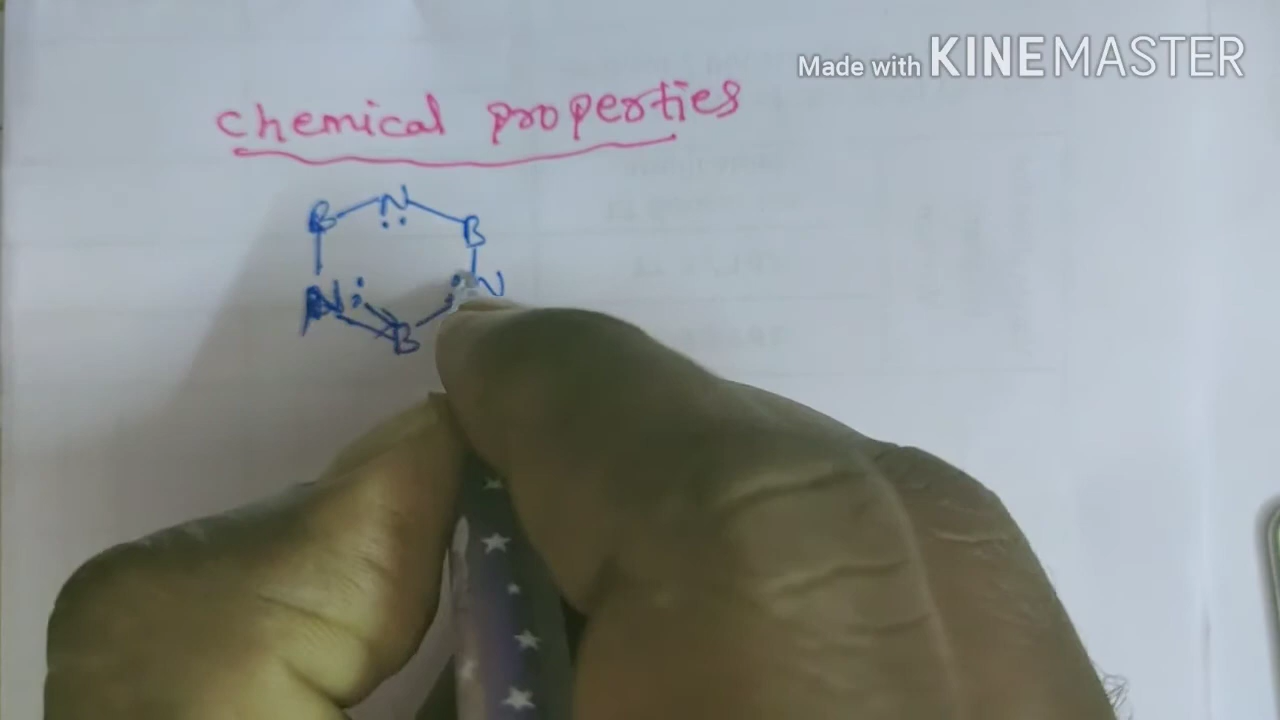 Made with KINEMASTER
chemical properties
B N B
N N
B